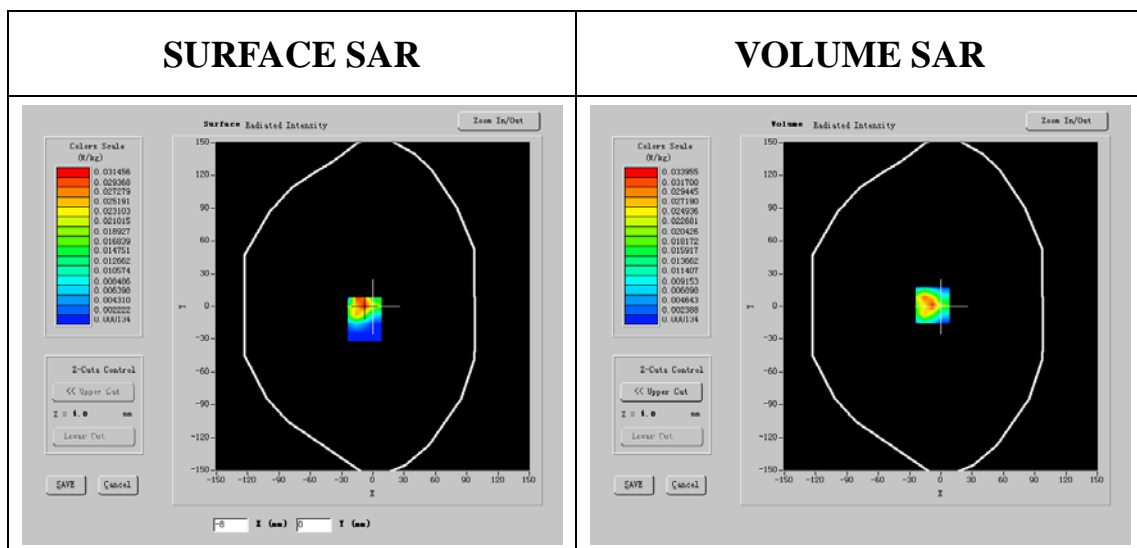 SURFACE SAR
VOLUME SAR
Surface Radiated Intensity
Zoom In/Out
Colors Scale
(W/kg)
0.031456
0.029368
0.027279
0.025191
0.023103
0.021015
0.018927
0.016839
0.014751
0.012662
0.010574
0.008486
0.006398
0.004310
0.002222
0.000134
150
90
60
30
0
-30
-60
-90
-120
-150
Y
-150 -120 -90 -60 -30 0 30 60 90 120 150
X
Z-Cuts Control
<< Upper Cut
Z = 4.0 mm
Lower Cut
SAVE
Cancel
-8 X (mm) 0 Y (mm)
Volume Radiated Intensity
Zoom In/Out
Colors Scale
(W/kg)
0.033955
0.031700
0.029445
0.027190
0.024936
0.022681
0.020426
0.018172
0.015917
0.013662
0.011407
0.009153
0.006898
0.004643
0.002388
0.000134
150
120
90
60
30
0
-30
-60
-90
-120
-150
Y
-150 -120 -90 -60 -30 0 30 60 90 120 150
X
Z-Cuts Control
<< Upper Cut
Z = 4.0 mm
Lower Cut
SAVE
Cancel